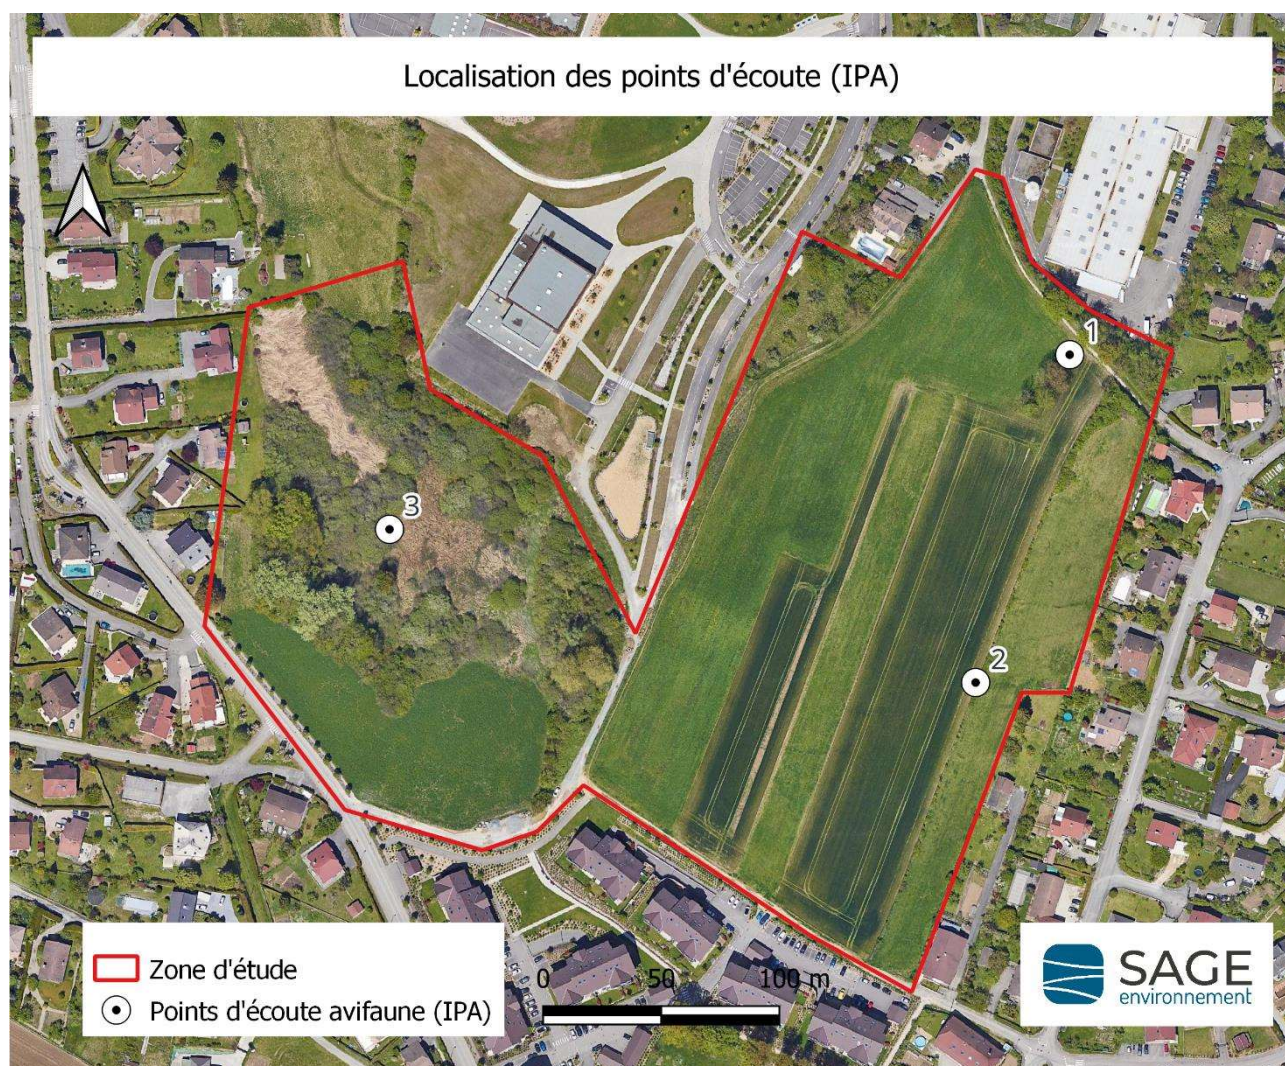 Localisation des points d'écoute (IPA)
1
3
2
Zone d'étude
Points d'écoute avifaune (IPA)
0 50 100 m
SAGE
environnement